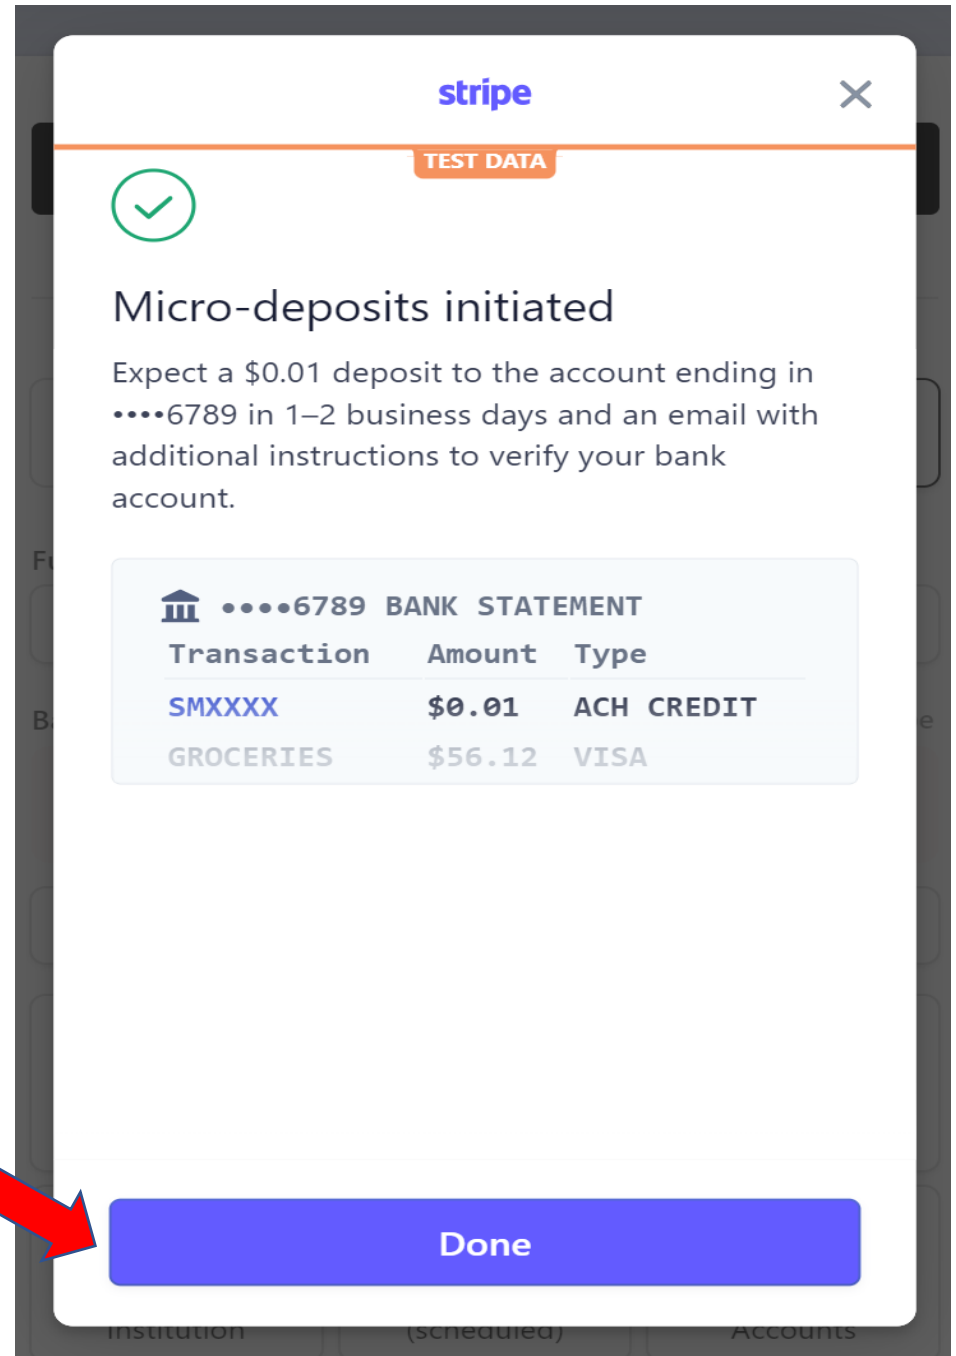 stripe
TEST DATA
Micro-deposits initiated
Expect a $0.01 deposit to the account ending in
••••6789 in 1–2 business days and an email with
additional instructions to verify your bank
account.
••••6789 BANK STATEMENT
Transaction Amount Type
SMXXXX $0.01 ACH CREDIT
GROCERIES $56.12 VISA
Done
Institution (scheduled) Accounts